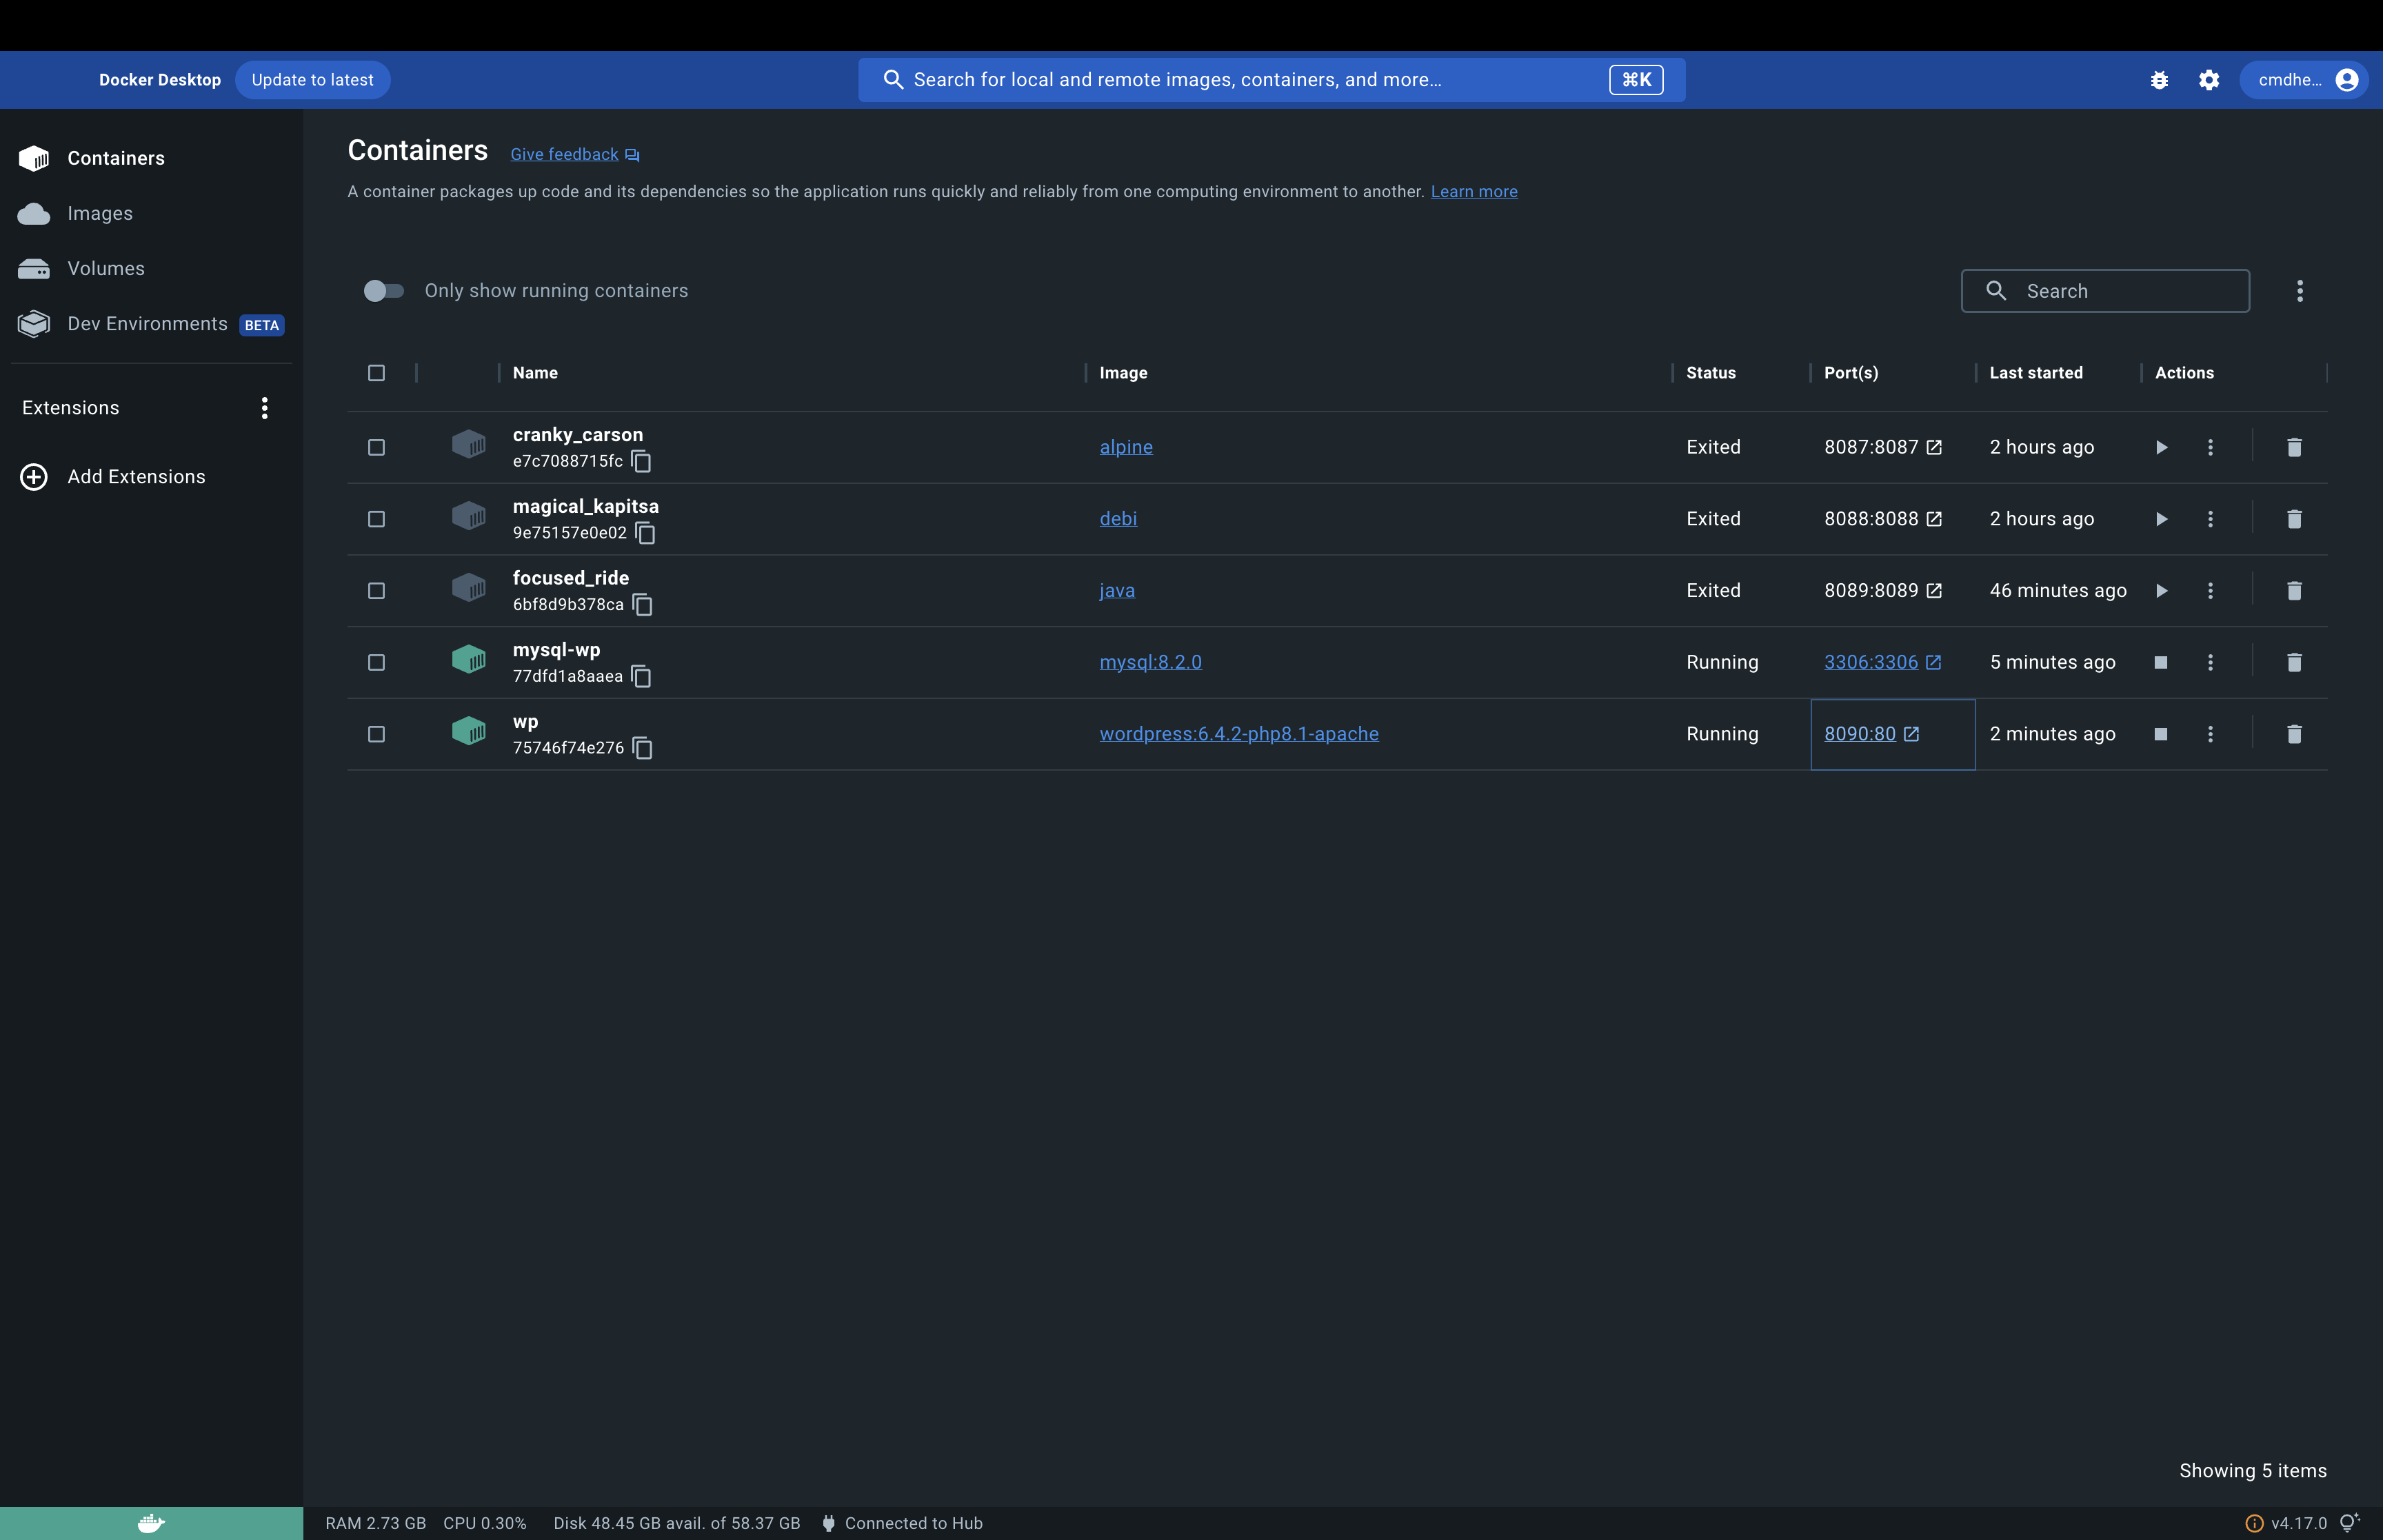 Docker Desktop Update to latest Search for local and remote images, containers, and more... ⌘K cmdhe...
Containers
Images
Volumes
Dev Environments BETA
Extensions
Add Extensions
Containers Give feedback
A container packages up code and its dependencies so the application runs quickly and reliably from one computing environment to another. Learn more
Only show running containers Search
Name Image Status Port(s) Last started Actions
cranky_carson
e7c7088715fc alpine Exited 8087:8087 2 hours ago
magical_kapitsa
9e75157e0e02 debi Exited 8088:8088 2 hours ago
focused_ride
6bf8d9b378ca java Exited 8089:8089 46 minutes ago
mysql-wp
77dfd1a8aaea mysql:8.2.0 Running 3306:3306 5 minutes ago
wp
75746f74e276 wordpress:6.4.2-php8.1-apache Running 8090:80 2 minutes ago
Showing 5 items
RAM 2.73 GB CPU 0.30% Disk 48.45 GB avail. of 58.37 GB Connected to Hub v4.17.0